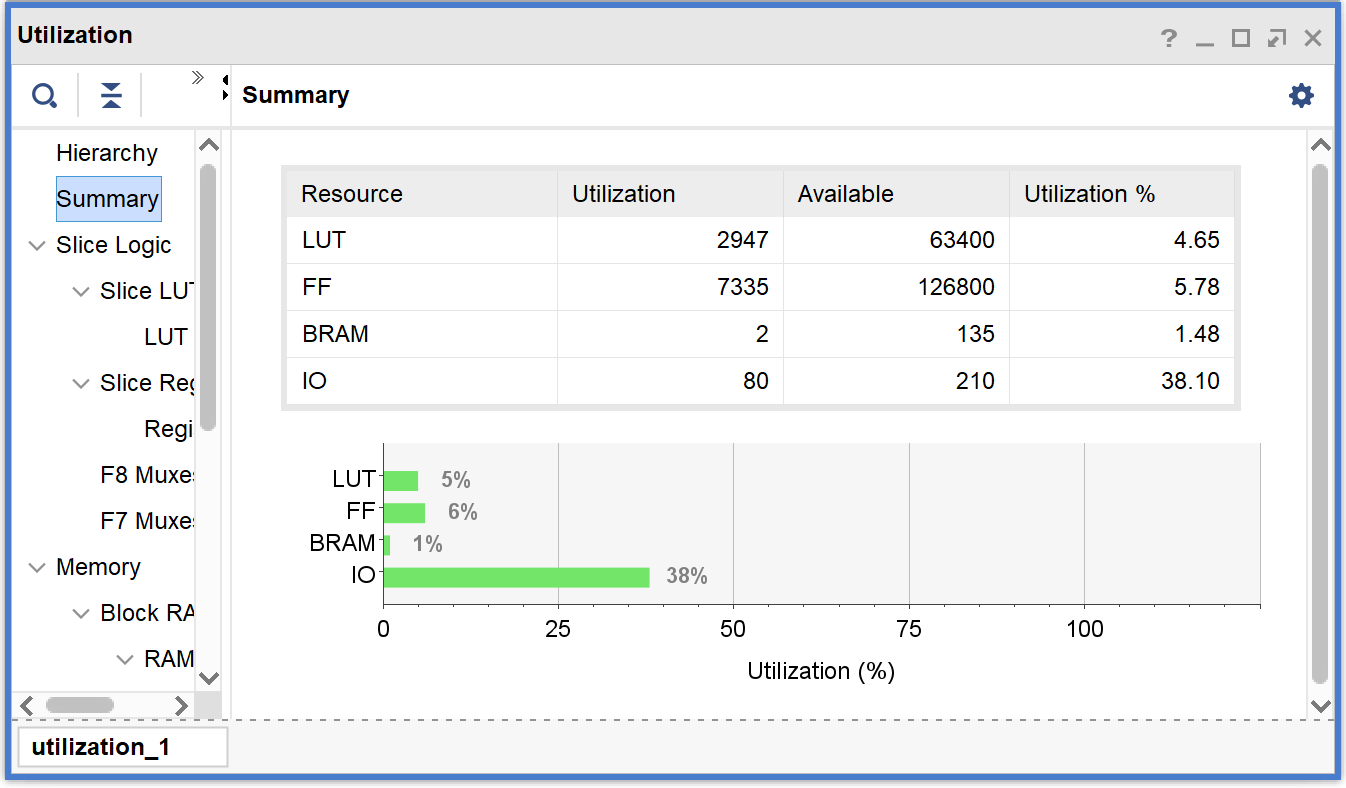 Utilization
Summary
Hierarchy
Summary
Slice Logic
Slice LUT
LUT
Slice Reg
Regi
F8 Muxes
F7 Muxes
Memory
Block RA
RAM
Resource Utilization Available Utilization %
LUT 2947 63400 4.65
FF 7335 126800 5.78
BRAM 2 135 1.48
IO 80 210 38.10
LUT 5%
FF 6%
BRAM 1%
IO 38%
0 25 50 75 100
Utilization (%)
utilization_1